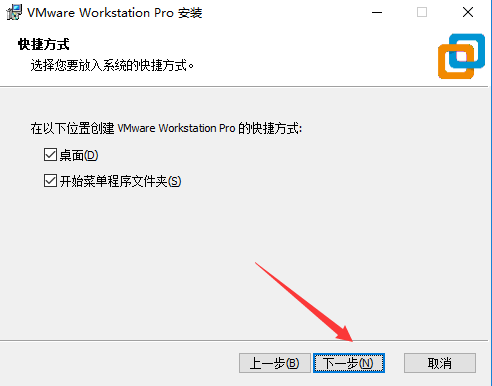 VMware Workstation Pro 安装
快捷方式
选择您要放入系统的快捷方式。
在以下位置创建 VMware Workstation Pro 的快捷方式:
桌面(D)
开始菜单程序文件夹(S)
上一步(B) 下一步(N) 取消